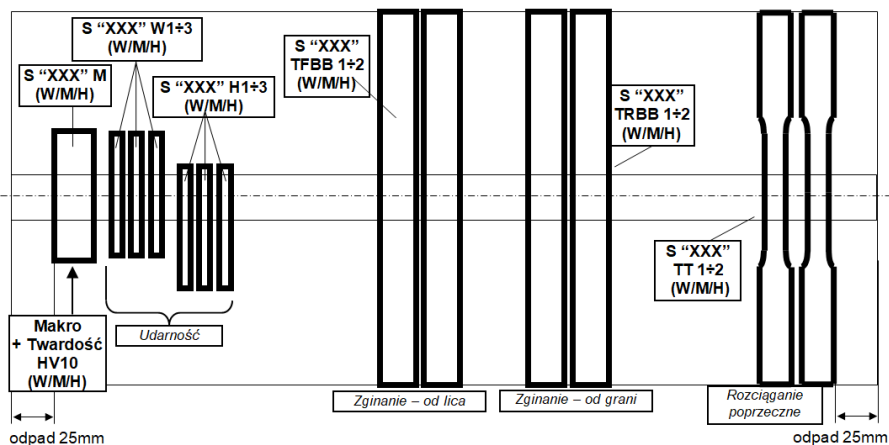 S “XXX” W1÷3
(W/M/H)
S “XXX” M
(W/M/H)
S “XXX” H1÷3
(W/M/H)
S “XXX”
TFBB 1÷2
(W/M/H)
S “XXX”
TRBB 1÷2
(W/M/H)
S “XXX”
TT 1÷2
(W/M/H)
Makro
+ Twardość
HV10
(W/M/H)
Udarność
Zginanie – od lica
Zginanie – od grani
Rozciąganie
poprzeczne
odpad 25mm
odpad 25mm